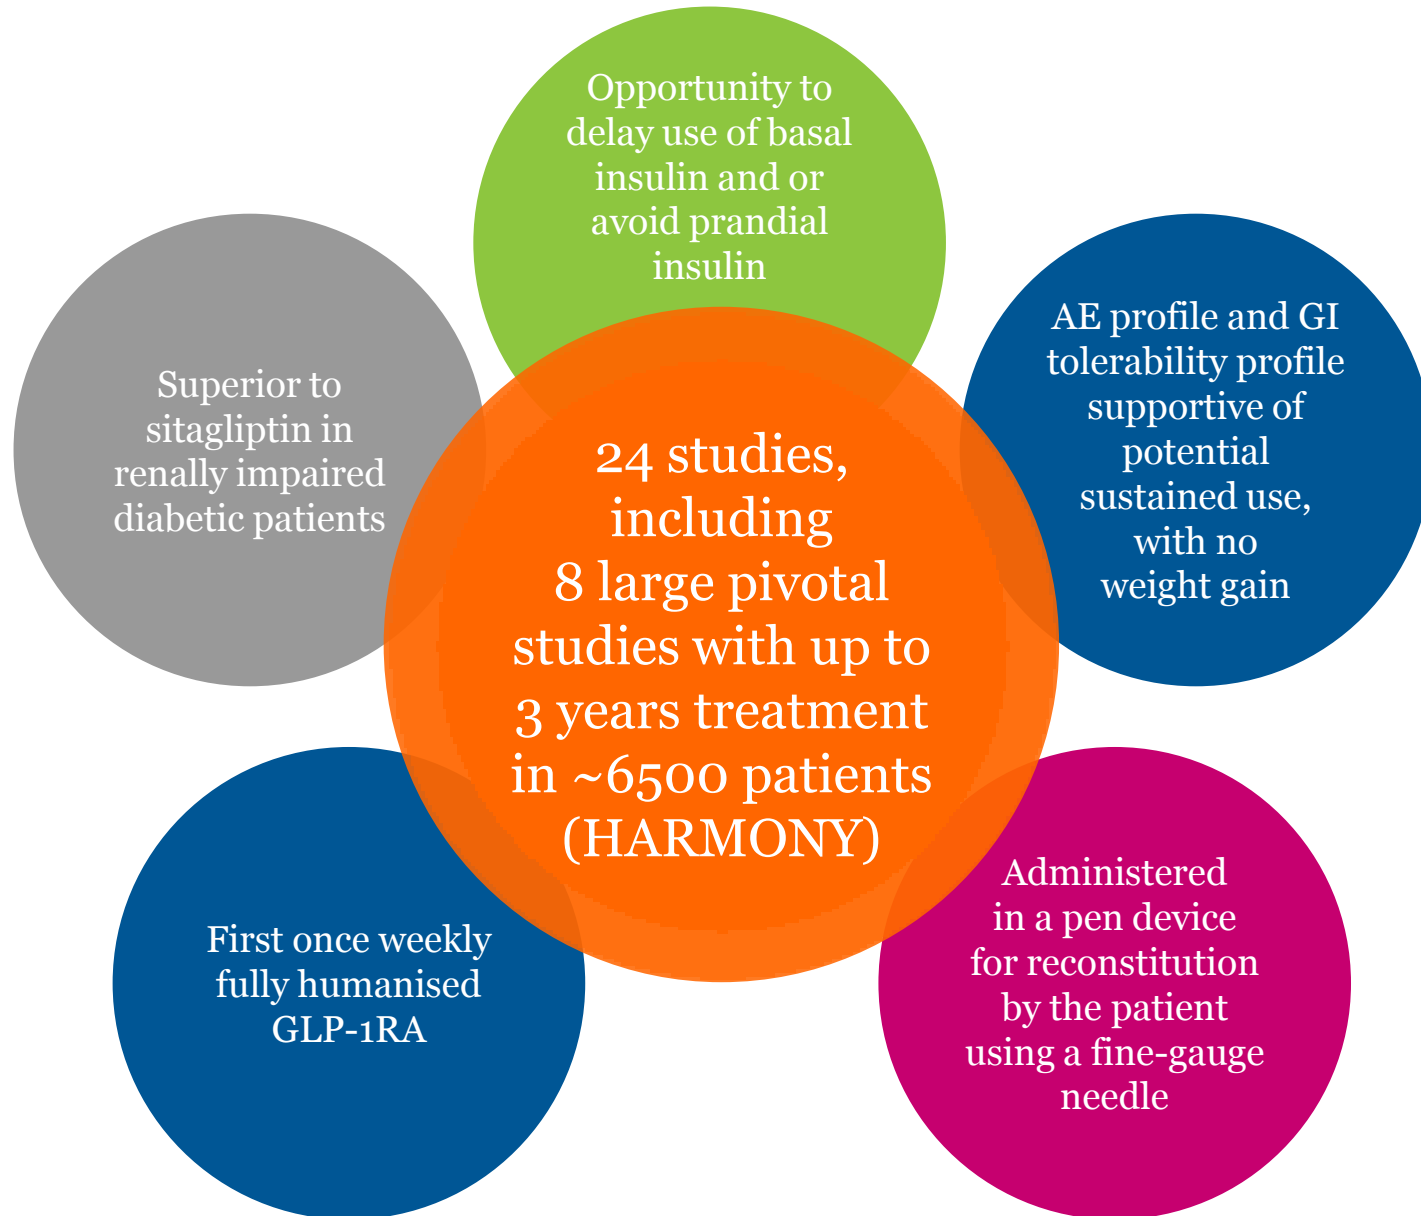 Opportunity to
delay use of basal
insulin and or
avoid prandial
insulin
AE profile and GI
tolerability profile
supportive of
potential
sustained use,
with no
weight gain
Superior to
sitagliptin in
renally impaired
diabetic patients
24 studies,
including
8 large pivotal
studies with up to
3 years treatment
in ~6500 patients
(HARMONY)
First once weekly
fully humanised
GLP-1RA
Administered
in a pen device
for reconstitution
by the patient
using a fine-gauge
needle